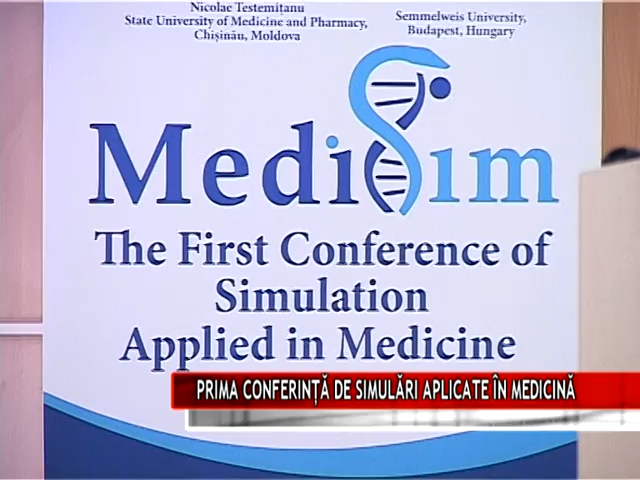 Nicolae Testemițanu
State University of Medicine and Pharmacy,
Chișinău, Moldova
Semmelweis University,
Budapest, Hungary
MediSim
The First Conference of
Simulation
Applied in Medicine
PRIMA CONFERINȚĂ DE SIMULĂRI APLICATE ÎN MEDICINĂ